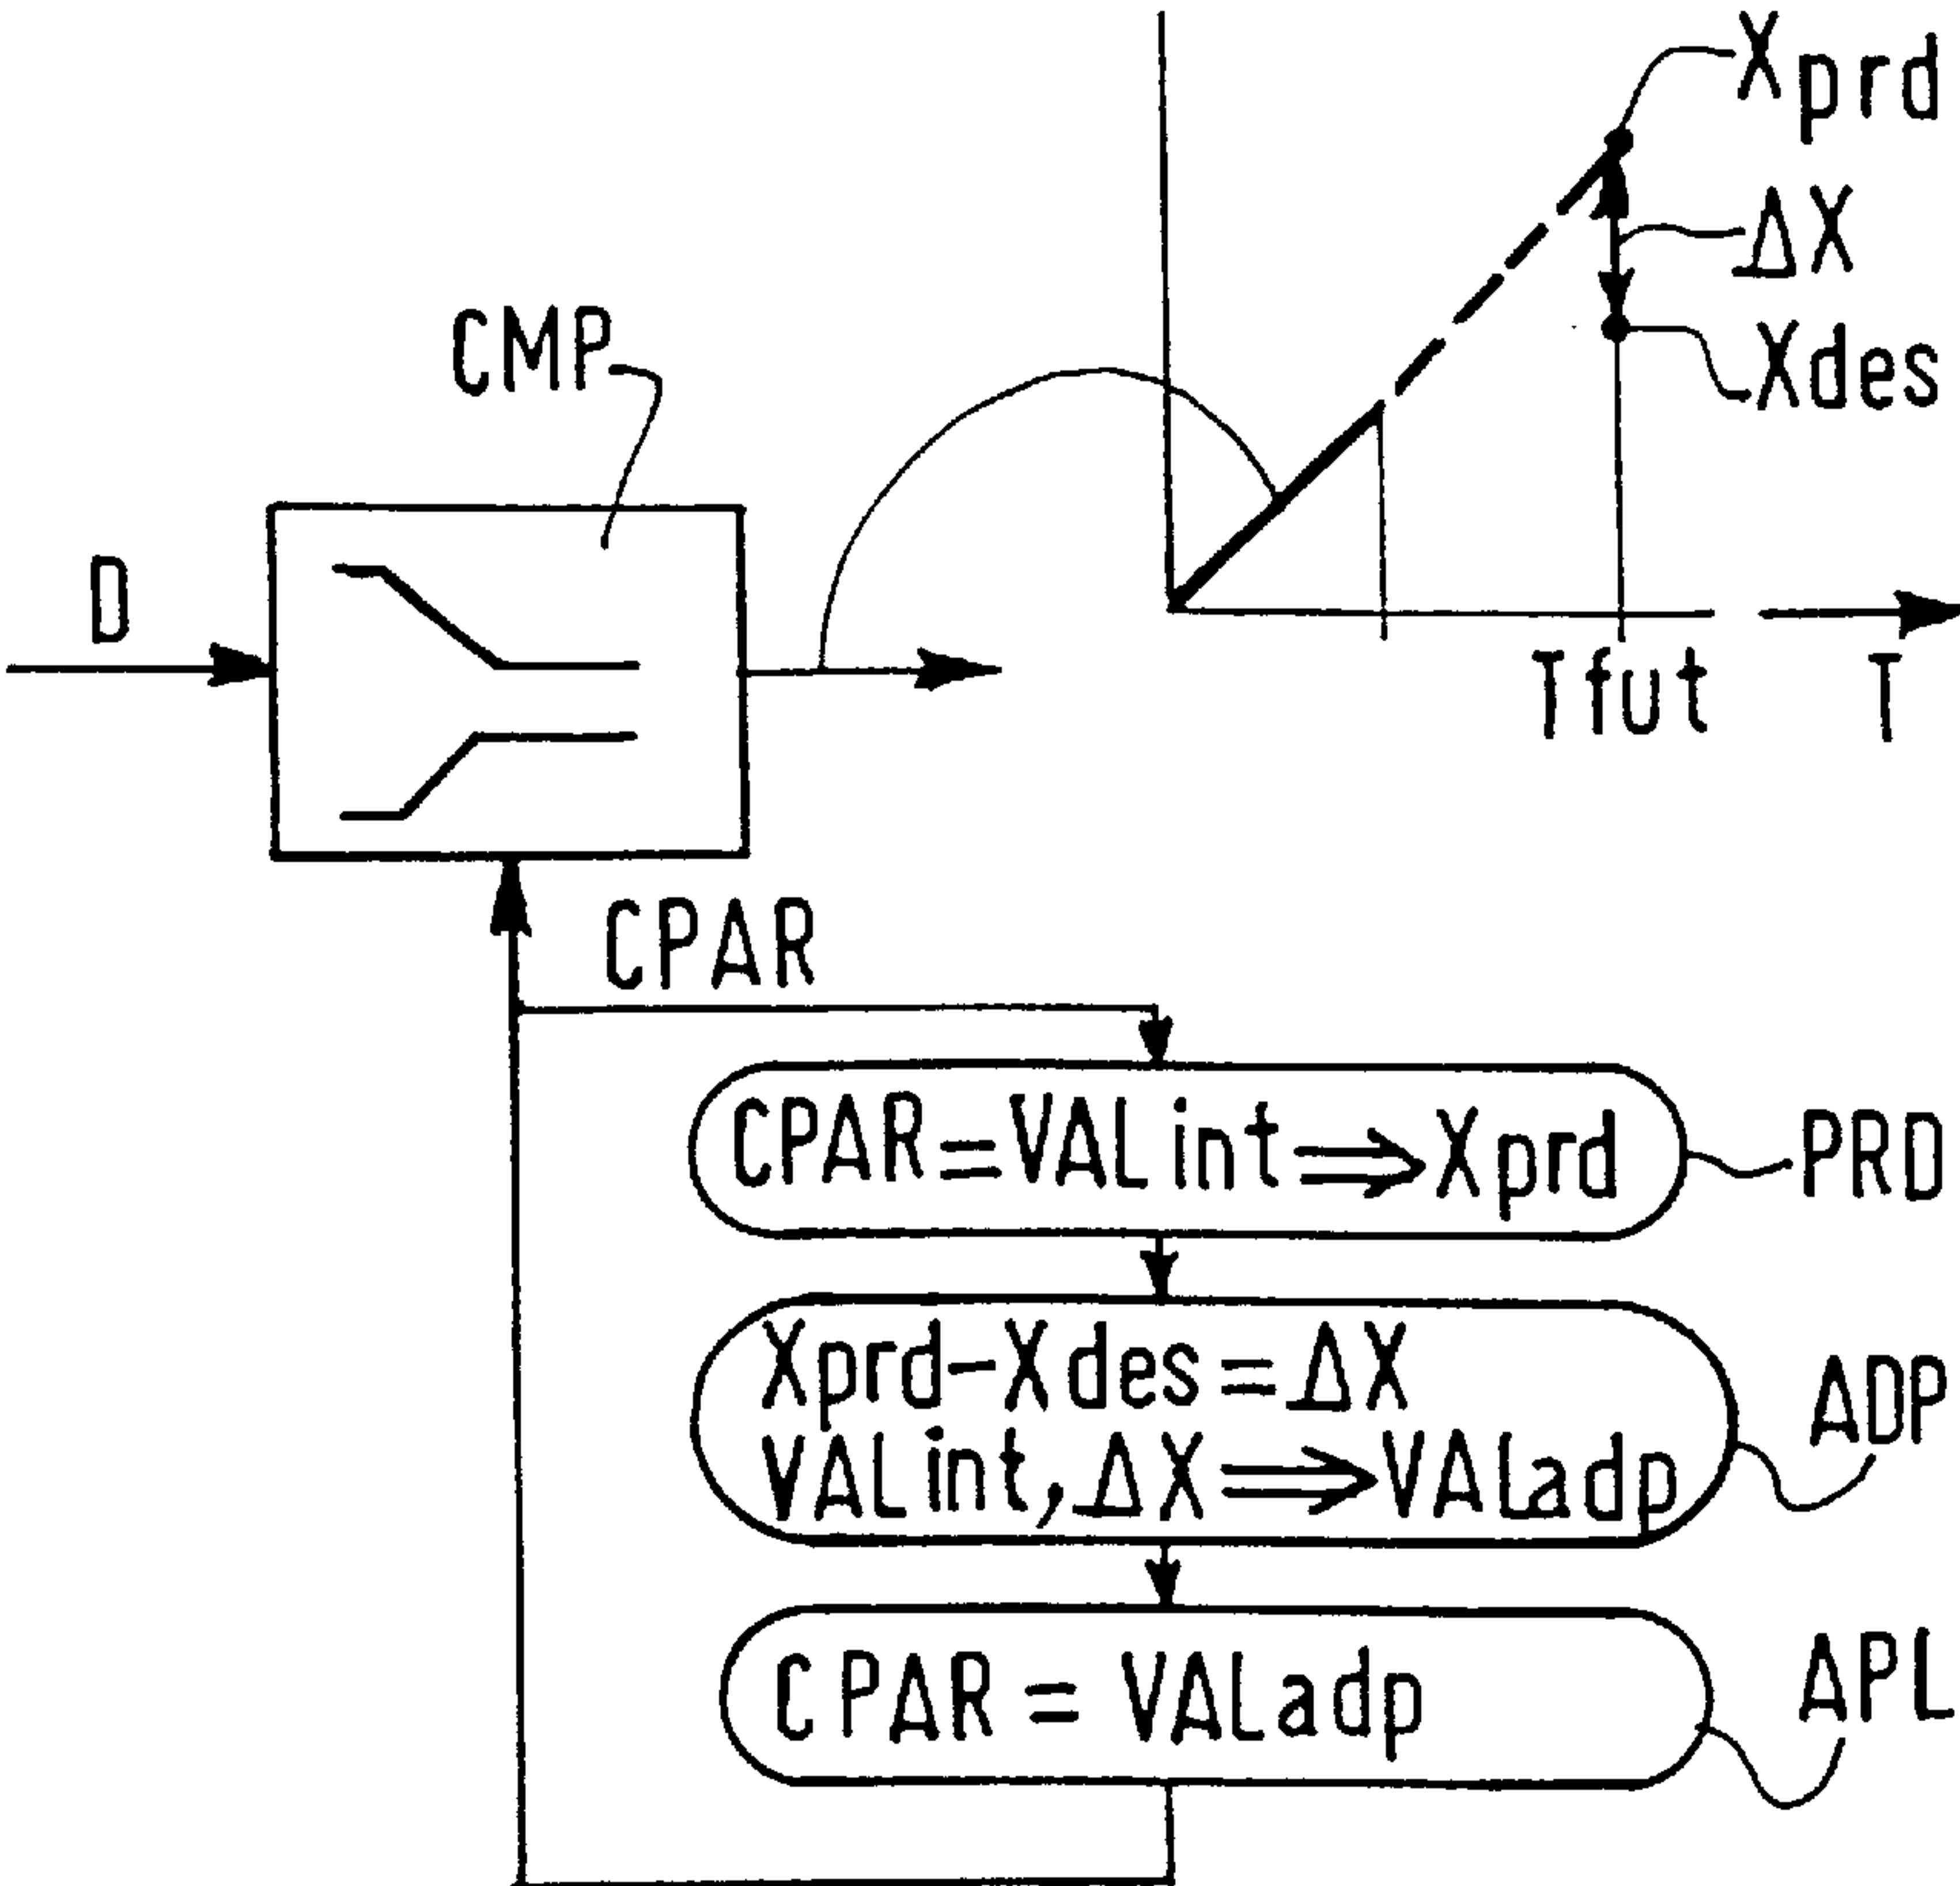 Xprd
ΔX
Xdes
CMP
D
Tfut
T
CPAR
CPAR=VALint⇒Xprd
PRD
Xprd-Xdes=ΔX
VALint,ΔX⇒VALadp
ADP
CPAR = VALadp
APL